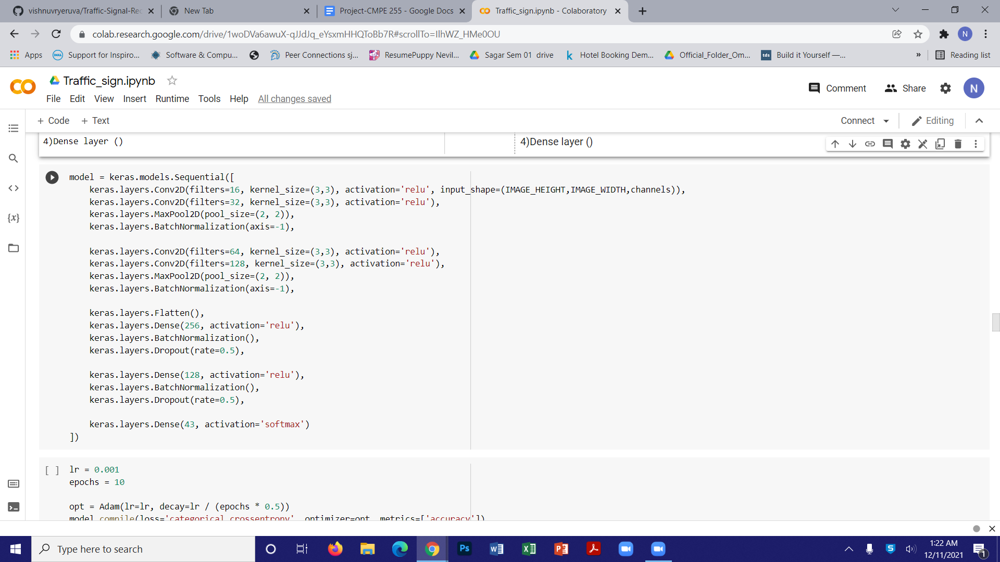 vishnuvryeruva/Traffic-Signal-Rec
New Tab
Project-CMPE 255 - Google Docs
Traffic_sign.ipynb - Colaboratory
colab.research.google.com/drive/1woDVa6awuX-qJJdJq_eYsxmHHQToBb7R#scrollTo=IlhWZ_HMe0OU
N
Apps
DELL
Support for Inspiro...
Software & Compu...
Peer Connections sj...
ResumePuppy Nevil...
Sagar Sem 01 drive
k
Hotel Booking Dem...
Official_Folder_Om...
tds
Build it Yourself —...
»
Reading list
Traffic_sign.ipynb
Comment
Share
N
File Edit View Insert Runtime Tools Help All changes saved
+ Code + Text
Connect
Editing
4)Dense layer ()
4)Dense layer ()
model = keras.models.Sequential([
keras.layers.Conv2D(filters=16, kernel_size=(3,3), activation='relu', input_shape=(IMAGE_HEIGHT,IMAGE_WIDTH,channels)),
keras.layers.Conv2D(filters=32, kernel_size=(3,3), activation='relu'),
keras.layers.MaxPool2D(pool_size=(2, 2)),
keras.layers.BatchNormalization(axis=-1),
keras.layers.Conv2D(filters=64, kernel_size=(3,3), activation='relu'),
keras.layers.Conv2D(filters=128, kernel_size=(3,3), activation='relu'),
keras.layers.MaxPool2D(pool_size=(2, 2)),
keras.layers.BatchNormalization(axis=-1),
keras.layers.Flatten(),
keras.layers.Dense(256, activation='relu'),
keras.layers.BatchNormalization(),
keras.layers.Dropout(rate=0.5),
keras.layers.Dense(128, activation='relu'),
keras.layers.BatchNormalization(),
keras.layers.Dropout(rate=0.5),
keras.layers.Dense(43, activation='softmax')
])
{x}
[ ]
lr = 0.001
epochs = 10
opt = Adam(lr=lr, decay=lr / (epochs * 0.5))
model.compile(loss='categorical_crossentropy', optimizer=opt, metrics=['accuracy'])
Type here to search
Ps
W
X
P
S
1:22 AM
12/11/2021
1